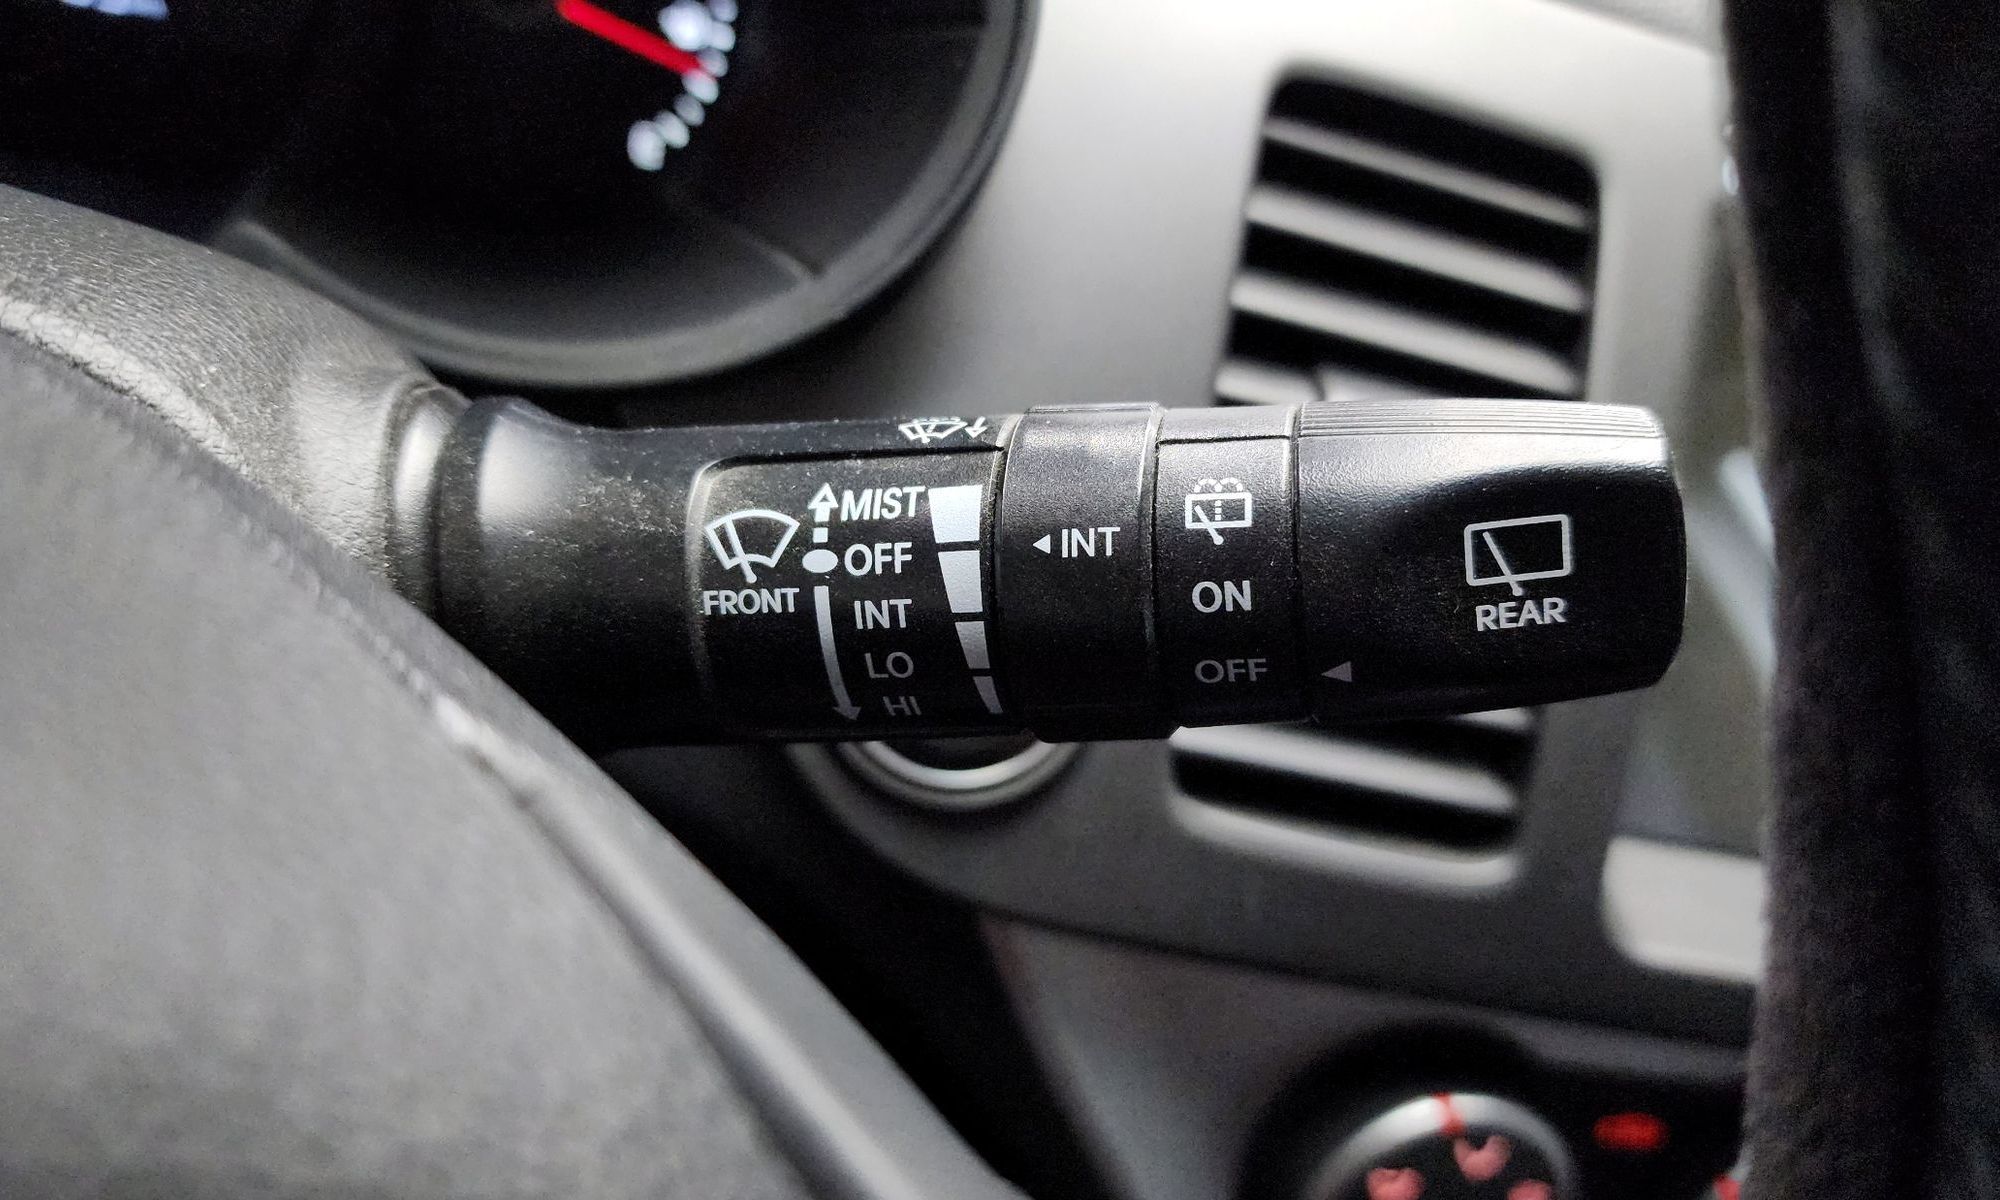 MIST
OFF
INT
LO
HI
FRONT
INT
ON
OFF
REAR